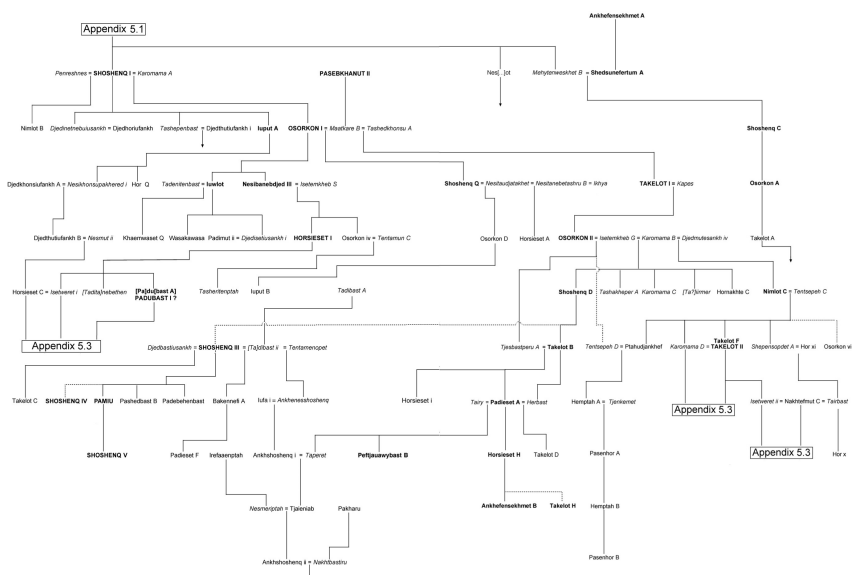 Ankhefensekhmet A
Appendix 5.1
Penreshnes = SHOSHENQ I = Karomama A
PASEBKHANUT II
Nes[...]ot
Mehytenweskhet B = Shedsunefertum A
Nimlot B
Djedinetnebuiusankh = Djedhoriufankh
Tashepenbast = Djedthutiufankh i
Iuput A
OSORKON I = Maatkare B = Tashedkhonsu A
Shoshenq C
Djedkhonsiufankh A = Nesikhonsupakhered i
Hor Q
Tadenitenbast = Iuwlot
Nesibanebdjed III = Isetemkheb S
Shoshenq Q = Nesitaudjatakhet = Nesitanebetashru B = Ikhya
TAKELOT I = Kapes
Osorkon A
Djedthutiufankh B = Nesmut ii
Khaemwaset Q
Wasakawasa
Padimut ii = Djedisetiusankh i
HORSIESET I
Osorkon iv = Tentamun C
Osorkon D
Horsieset A
OSORKON II = Isetemkheb G = Karomama B = Djedmutesankh iv
Takelot A
Horsieset C = Isetweret i
[Tadita]nebethen
[Pa]du[bast A]
PADUBAST I ?
Tasheritenptah
Iuput B
Shoshenq D
Tashakheper A
Karomama C
[Ta?]iirmer
Hornakhte C
Nimlot C = Tentsepeh C
Tadibast A
Appendix 5.3
Djedbastiusankh = SHOSHENQ III = [Ta]dibast ii = Tentamenopet
Tjesbastperu A = Takelot B
Tentsepeh D = Ptahudjankhef
Takelot F
Karomama D = TAKELOT II
Shepensopdet A = Hor xi
Osorkon vi
Takelot C
SHOSHENQ IV
PAMIU
Pashedbast B
Padebehenbast
Bakennefi A
Iufa i = Ankhenesshoshenq
Horsieset i
Tairy = Padieset A = Herbast
Hemptah A = Tjenkemet
Appendix 5.3
Isetweret ii = Nakhtefmut C = Tairbast
SHOSHENQ V
Padieset F
Irefaaenptah
Ankhshoshenq i = Taperet
Peftjauawybast B
Horsieset H
Takelot D
Pasenhor A
Appendix 5.3
Hor x
Nesmeriptah = Tjaieniab
Pakharu
Ankhefensekhmet B
Takelot H
Hemptah B
Ankhshoshenq ii = Nakhtbastiru
Pasenhor B